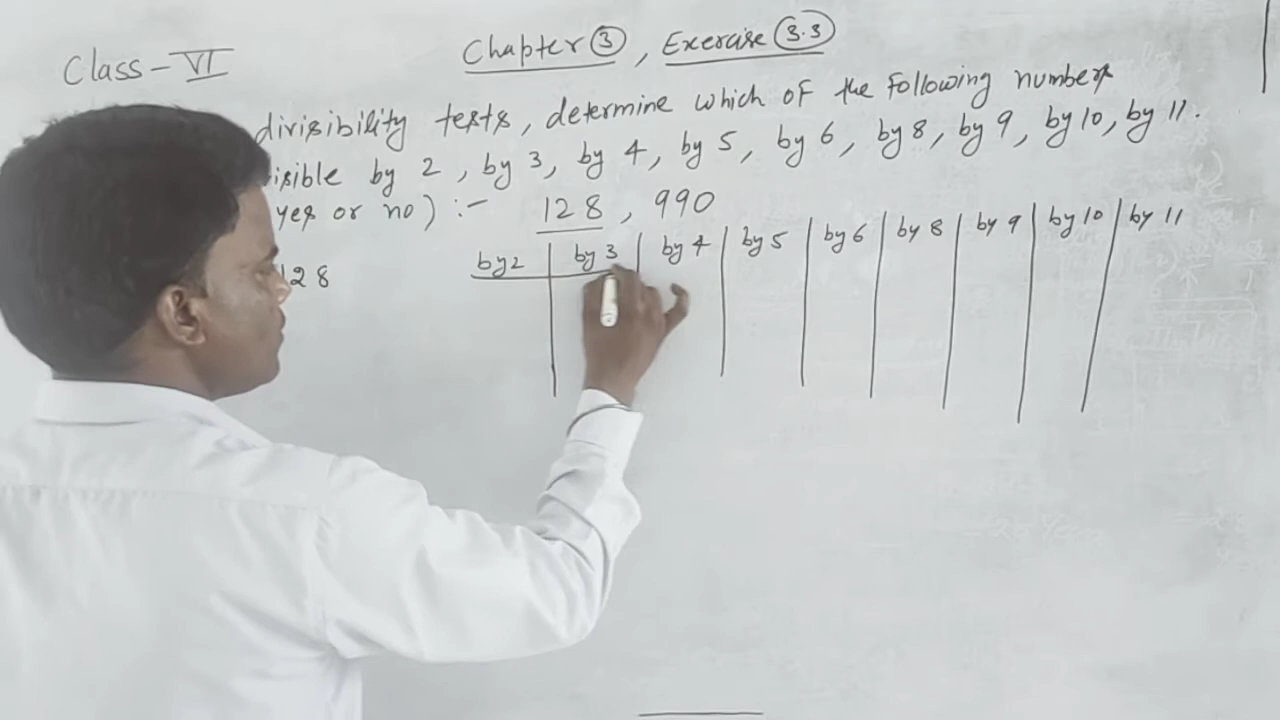 Class - VI
Chapter 3, Exercise 3.3
divisibility tests, determine which of the following numbers
isible by 2, by 3, by 4, by 5, by 6, by 8, by 9, by 10, by 11.
yes or no) :- 128, 990
by 2 by 3 by 4 by 5 by 6 by 8 by 9 by 10 by 11
128